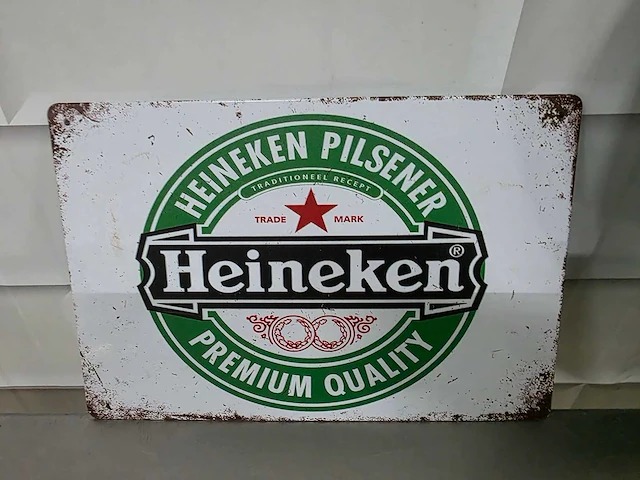 HEINEKEN PILSENER
TRADITIONEEL RECEPT
TRADE MARK
Heineken®
PREMIUM QUALITY